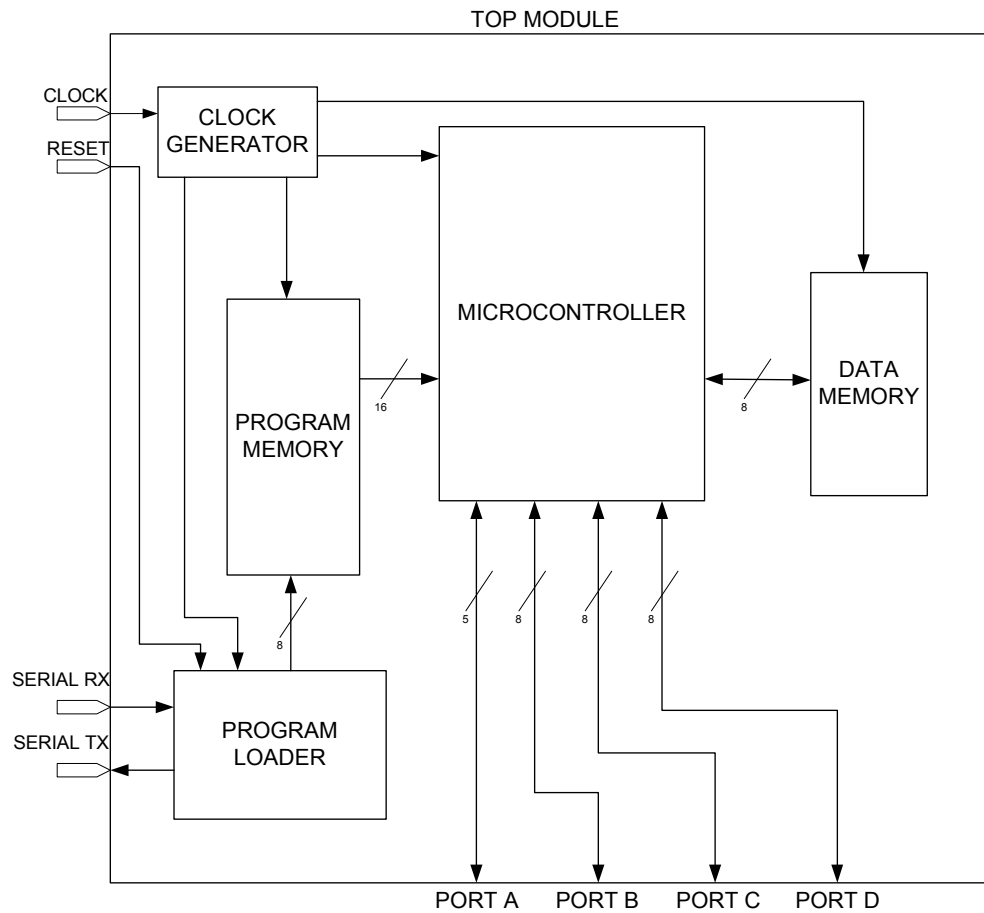 TOP MODULE
CLOCK
CLOCK
GENERATOR
RESET
MICROCONTROLLER
PROGRAM
MEMORY
16
8
DATA
MEMORY
8
5
8
8
8
SERIAL RX
SERIAL TX
PROGRAM
LOADER
PORT A
PORT B
PORT C
PORT D